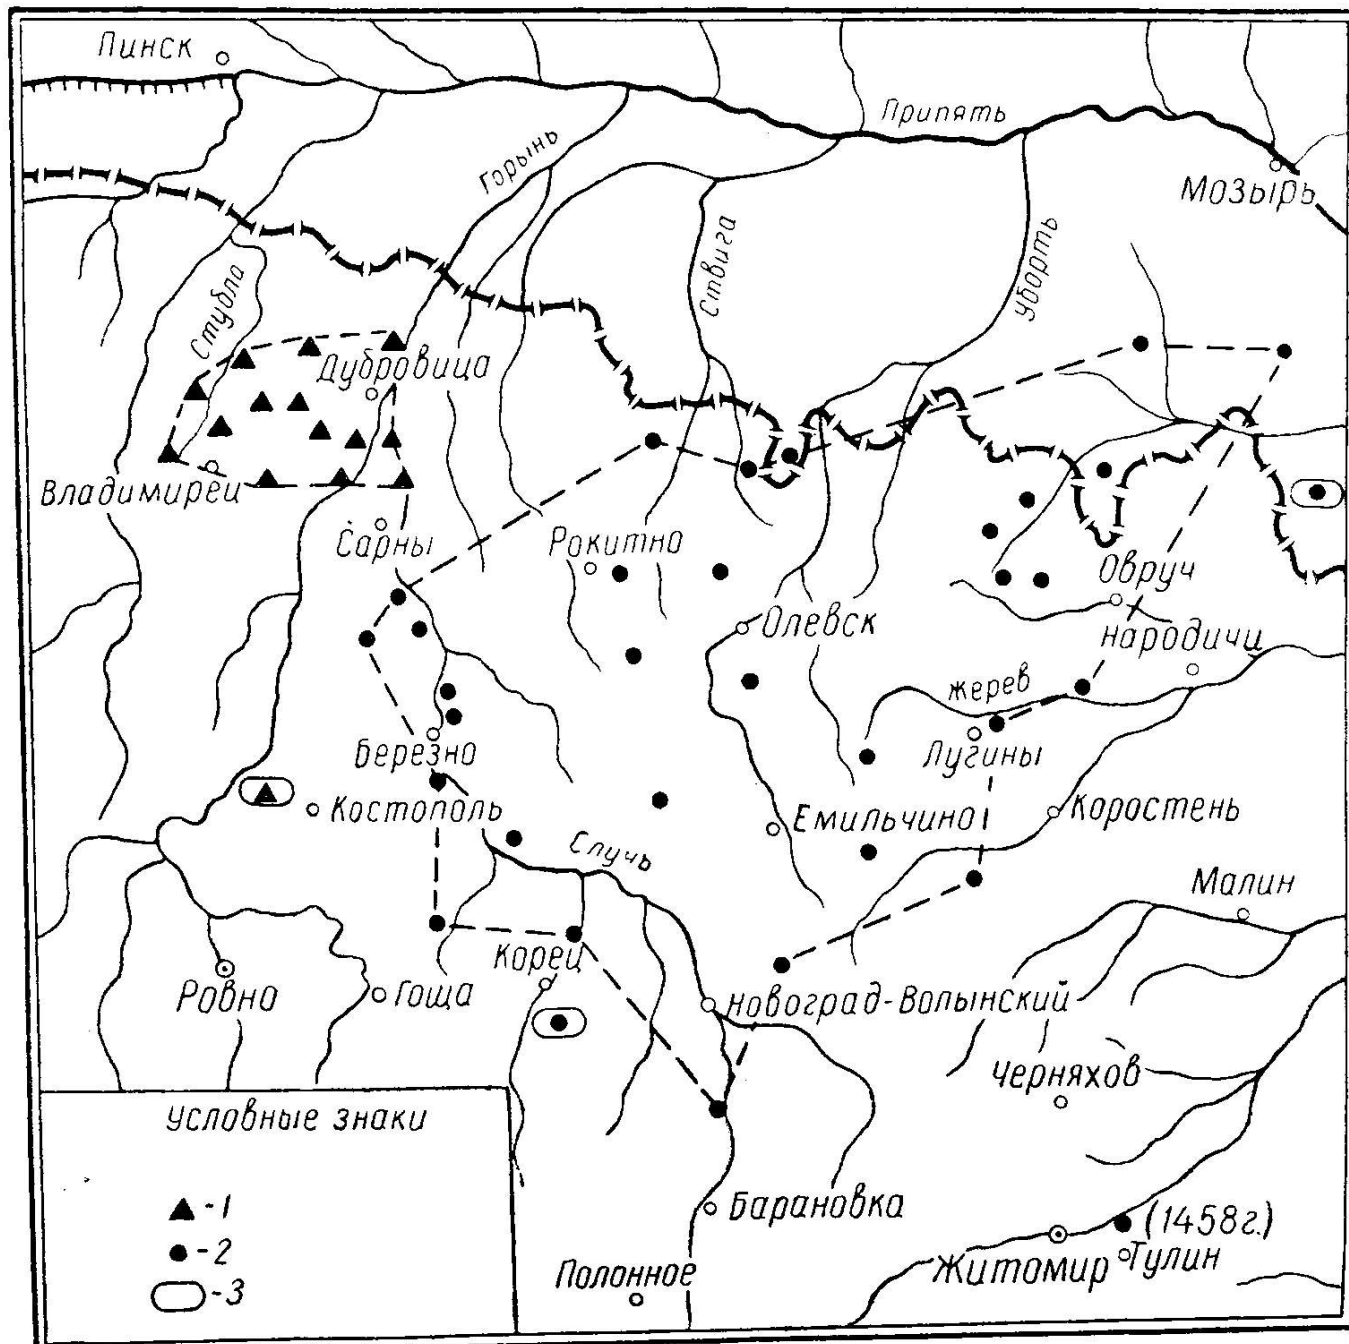 Пинск
Припять
Горынь
Мозырь
Ствига
Уборть
Стубла
Дубровица
Владимирец
Сарны
Рокитно
Овруч
Олевск
Народичи
Жерев
Березно
Лугины
Костополь
Емильчино
Коростень
Случь
Малин
Корец
Ровно
Гоща
Новоград-Волынский
Черняхов
Условные знаки
-1
-2
-3
Барановка
(1458г.)
Житомир
Тулин
Полонное